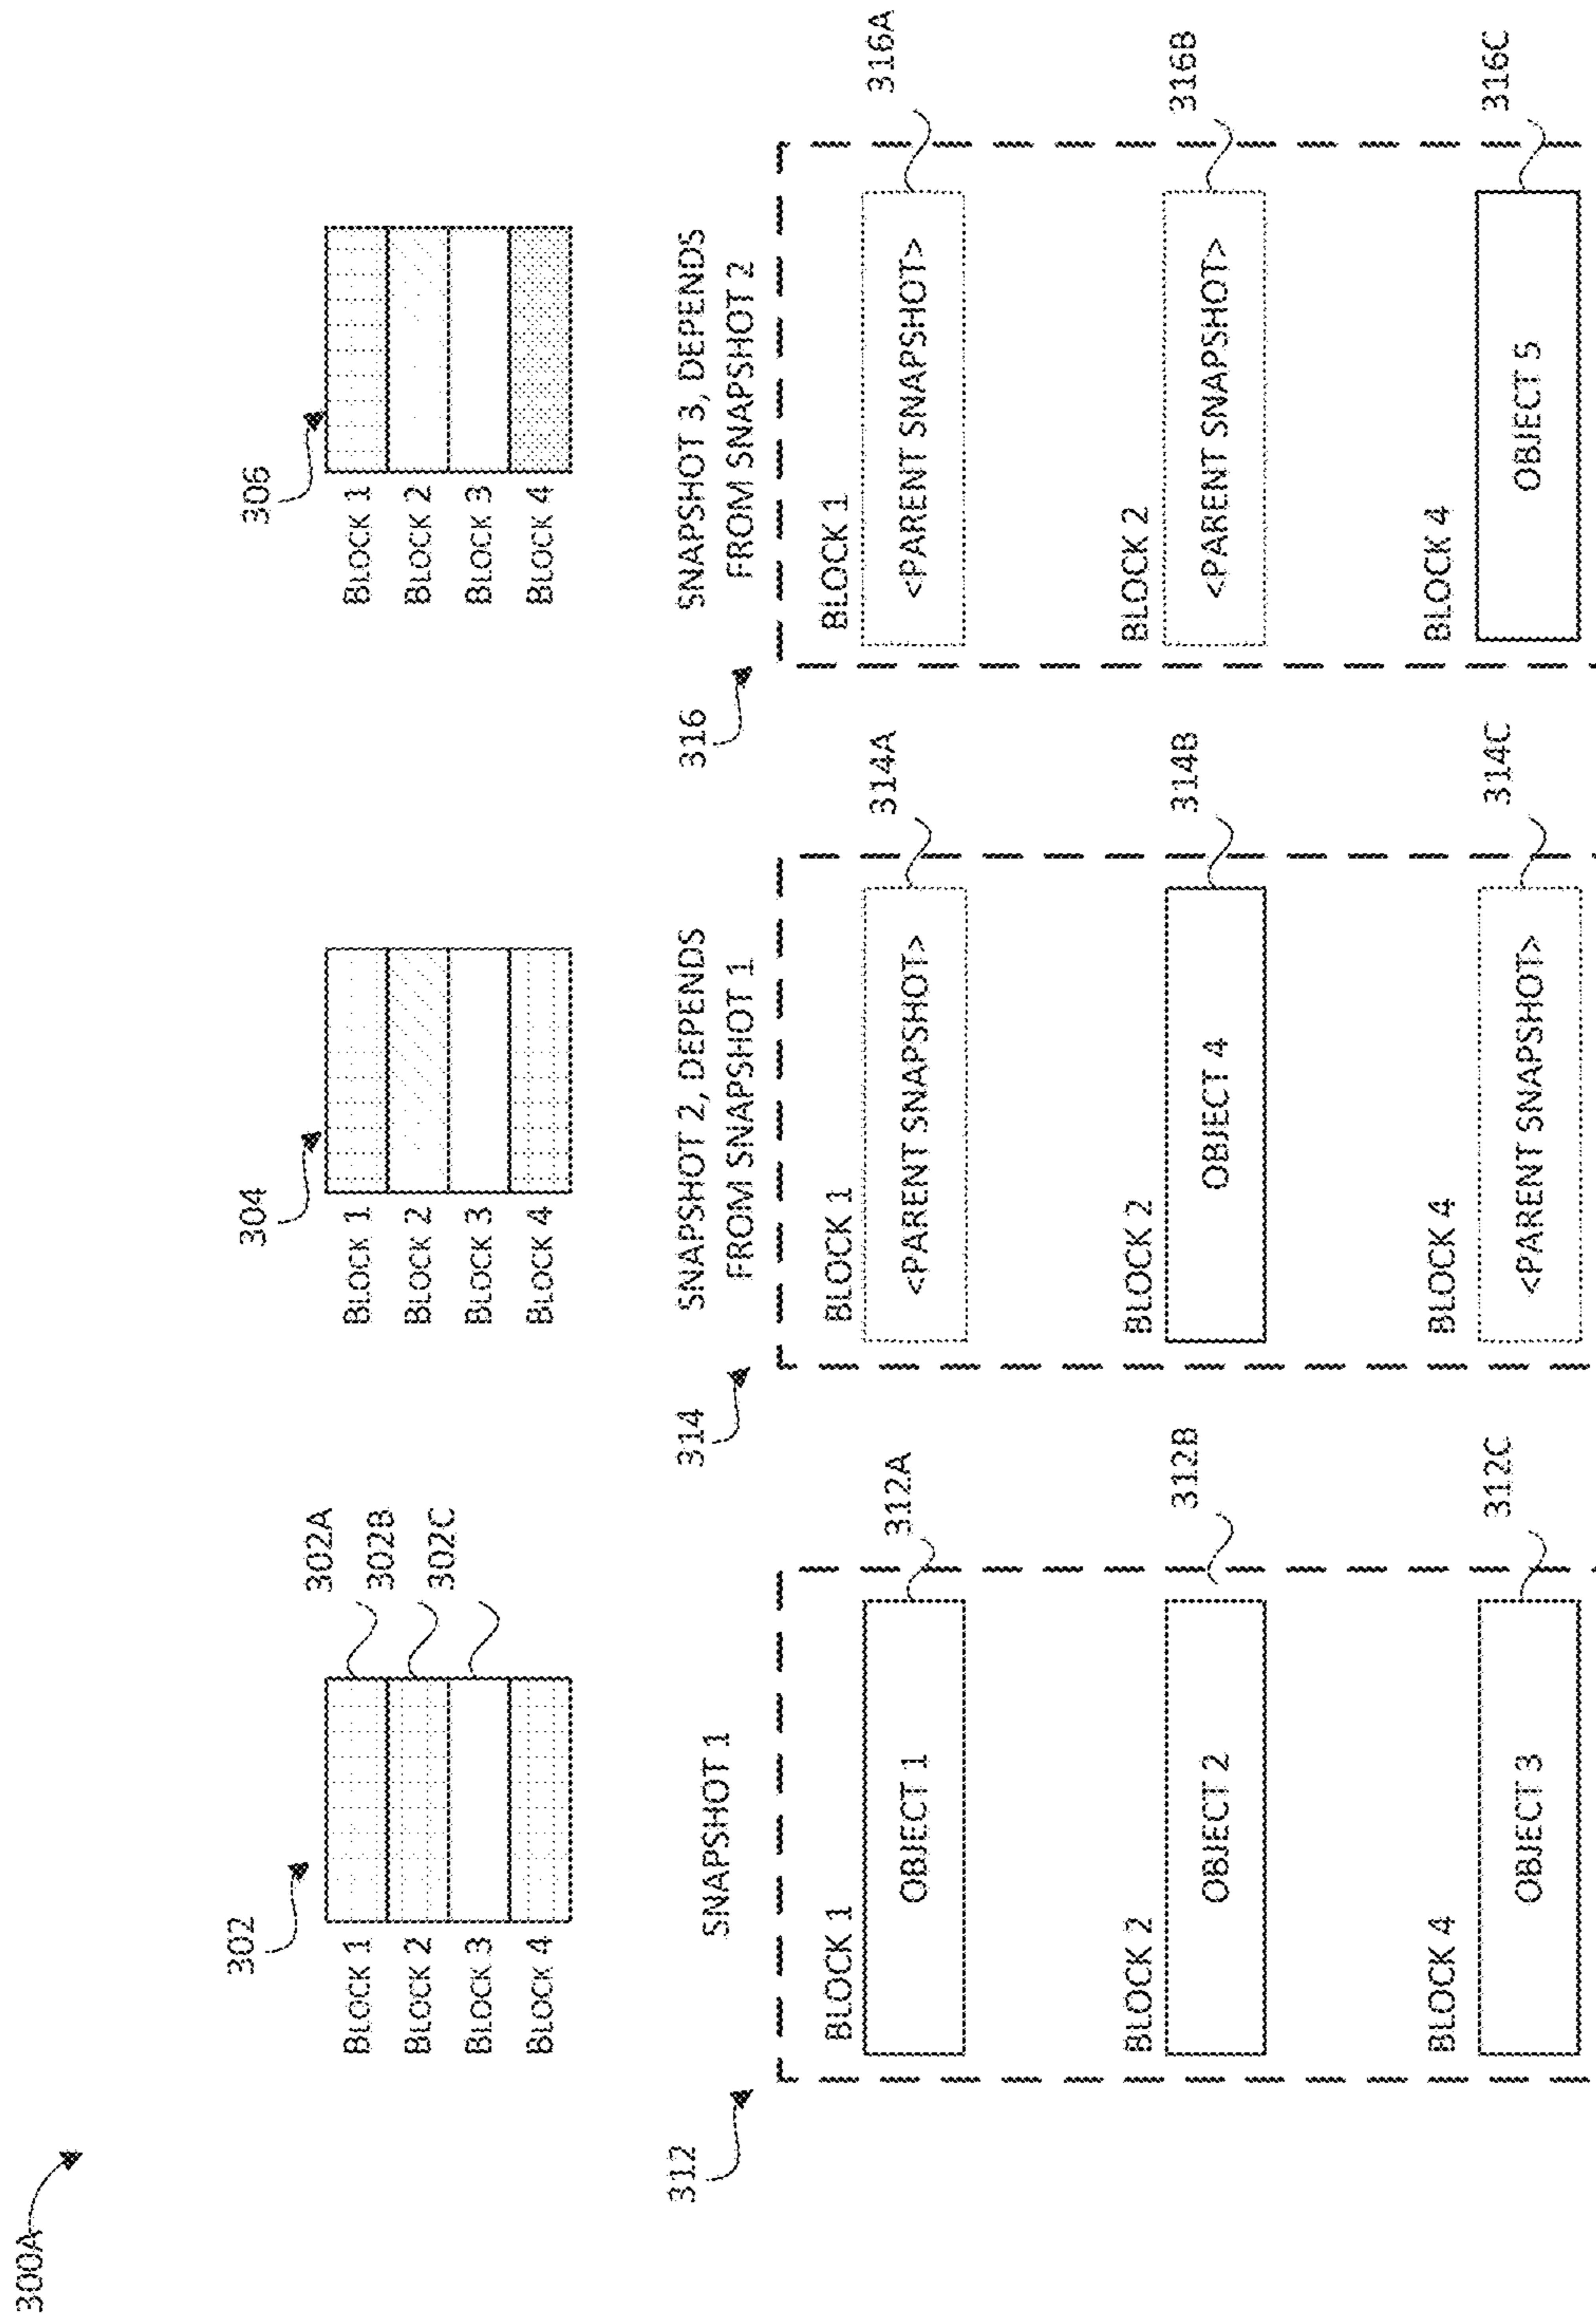 300A
302
302A
302B
302C
BLOCK 1
BLOCK 2
BLOCK 3
BLOCK 4
304
BLOCK 1
BLOCK 2
BLOCK 3
BLOCK 4
306
BLOCK 1
BLOCK 2
BLOCK 3
BLOCK 4
312
SNAPSHOT 1
BLOCK 1
OBJECT 1
312A
BLOCK 2
OBJECT 2
312B
BLOCK 4
OBJECT 3
312C
314
SNAPSHOT 2, DEPENDS
FROM SNAPSHOT 1
BLOCK 1
<PARENT SNAPSHOT>
314A
BLOCK 2
OBJECT 4
314B
BLOCK 4
<PARENT SNAPSHOT>
314C
316
SNAPSHOT 3, DEPENDS
FROM SNAPSHOT 2
BLOCK 1
<PARENT SNAPSHOT>
316A
BLOCK 2
<PARENT SNAPSHOT>
316B
BLOCK 4
OBJECT 5
316C